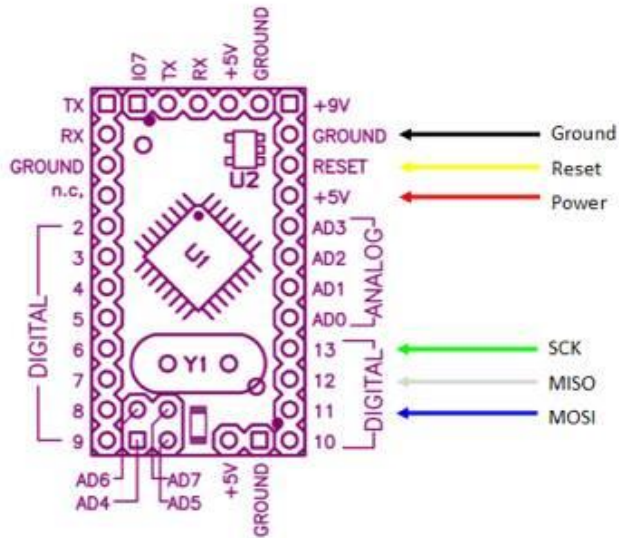 IO7 TX RX +5V GROUND
TX +9V
RX GROUND Ground
GROUND U2 RESET Reset
n.c. +5V Power
2 AD3
3 U1 AD2
4 AD1
5 AD0
DIGITAL ANALOG
6 13 SCK
7 Y1 12 MISO
8 11 MOSI
9 10
DIGITAL
AD6 AD7 +5V GROUND
AD4 AD5